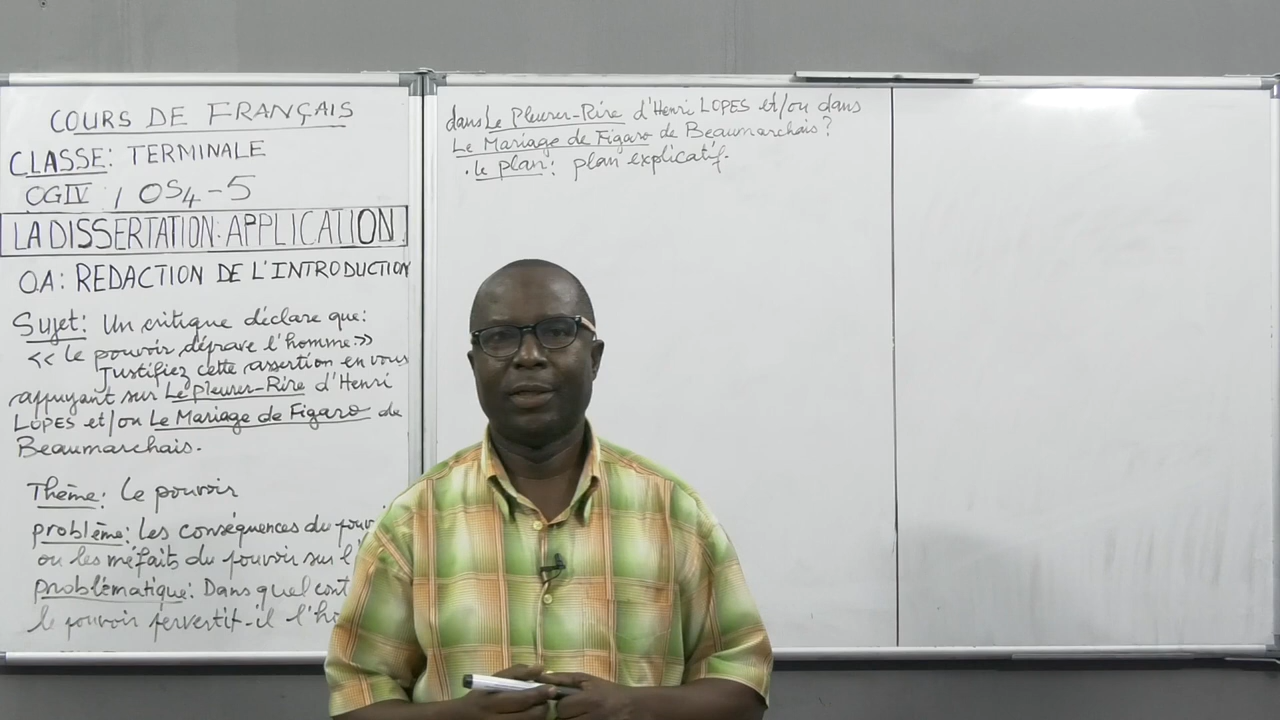 COURS DE FRANÇAIS
CLASSE: TERMINALE
OGIV / OS4-5
LA DISSERTATION: APPLICATION
OA: REDACTION DE L'INTRODUCTION
Sujet: Un critique déclare que:
<< Le pouvoir déprave l'homme.>>
Justifiez cette assertion en vous
appuyant sur Le Pleurer-Rire d'Henri
LOPES et/ou Le Mariage de Figaro de
Beaumarchais.
Thème: Le pouvoir
problème: Les conséquences du
ou les méfaits du pouvoir sur
problématique: Dans quel
le pouvoir pervertit-il
dans Le Pleurer-Rire d'Henri LOPES et/ou dans
Le Mariage de Figaro de Beaumarchais?
. le plan: plan explicatif.